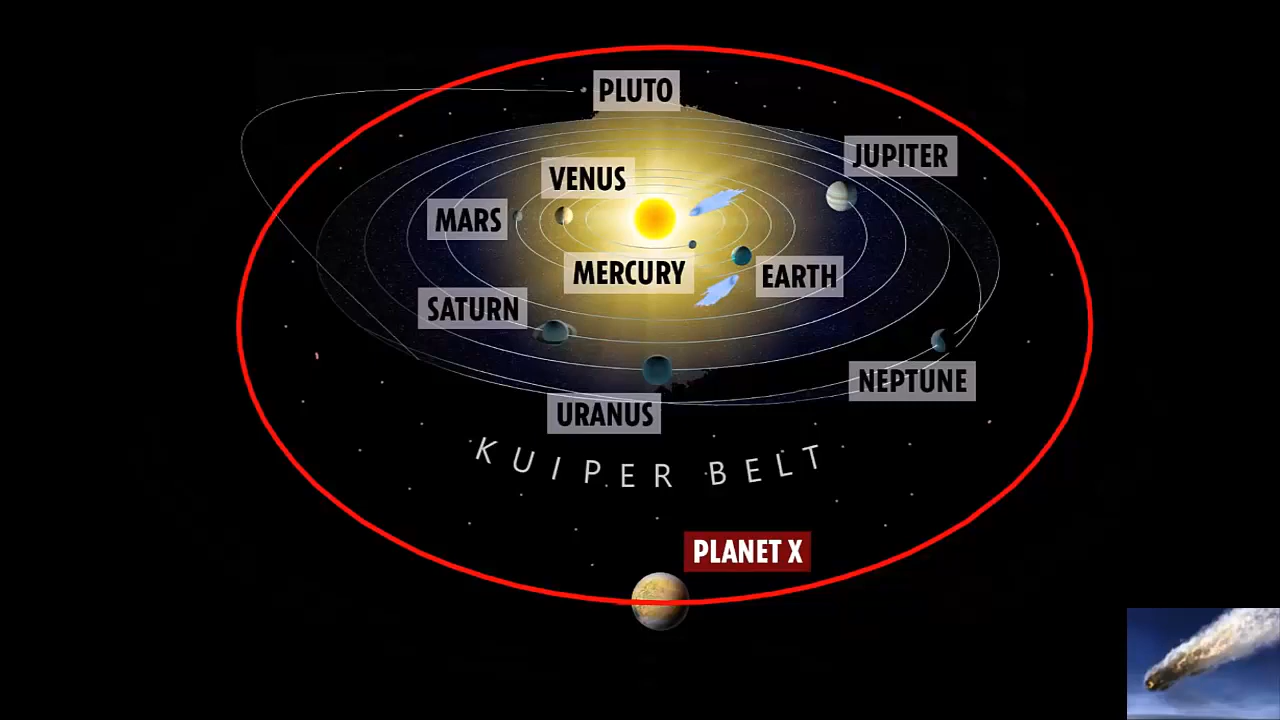 PLUTO
JUPITER
VENUS
MARS
MERCURY
EARTH
SATURN
NEPTUNE
URANUS
KUIPER BELT
PLANET X